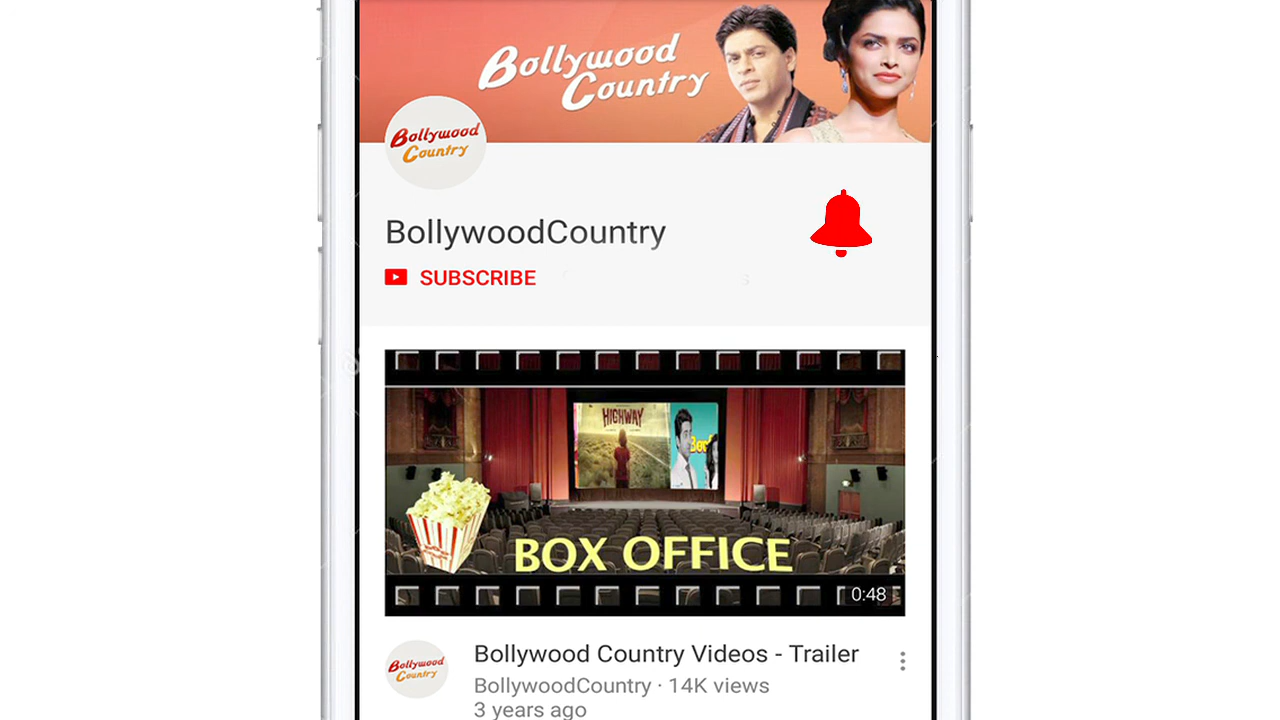 Bollywood
Country
Bollywood
Country
BollywoodCountry
SUBSCRIBE
HIGHWAY
BOX OFFICE
0:48
Bollywood
Country
Bollywood Country Videos - Trailer
BollywoodCountry · 14K views
3 years ago